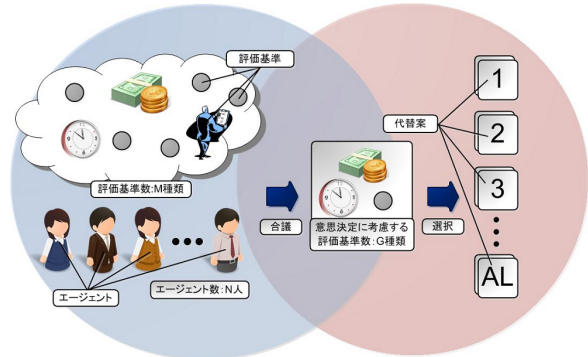 評価基準
評価基準数:M種類
エージェント
エージェント数:N人
合議
意思決定に考慮する
評価基準数:G種類
選択
代替案
1
2
3
AL